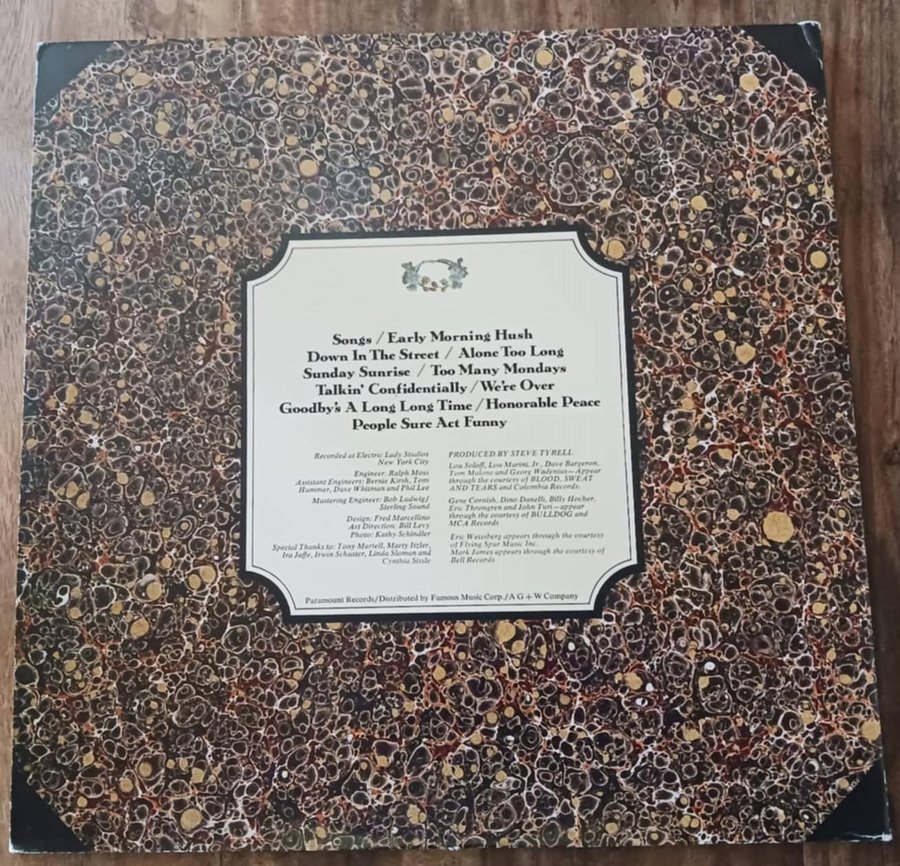 Songs / Early Morning Hush
Down In The Street / Alone Too Long
Sunday Sunrise / Too Many Mondays
Talkin' Confidentially / We're Over
Goodby's A Long Long Time / Honorable Peace
People Sure Act Funny
Recorded at Electric Lady Studios
New York City
Engineer: Ralph Moss
Assistant Engineers: Bernie Kirsh, Tom
Hummer, Dave Whitman and Phil Lee
Mastering Engineer: Bob Ludwig/
Sterling Sound
Design: Fred Marcellino
Art Direction: Bill Levy
Photo: Kathy Schindler
Special Thanks to: Tony Martell, Marty Itzler,
Ira Jaffe, Irwin Schuster, Linda Sloman and
Cynthia Sissle
PRODUCED BY STEVE TYRELL
Lou Soloff, Lou Marini, Jr., Dave Bargeron,
Tom Malone and Georg Wadenius—Appear
through the courtesy of BLOOD, SWEAT
AND TEARS and Columbia Records.
Gene Cornish, Dino Danelli, Billy Hocher,
Eric Throngren and John Turi—appear
through the courtesy of BULLDOG and
MCA Records
Eric Weissberg appears through the courtesy
of Flying Spur Music Inc.
Mark James appears through the courtesy of
Bell Records
Paramount Records/Distributed by Famous Music Corp./A G + W Company